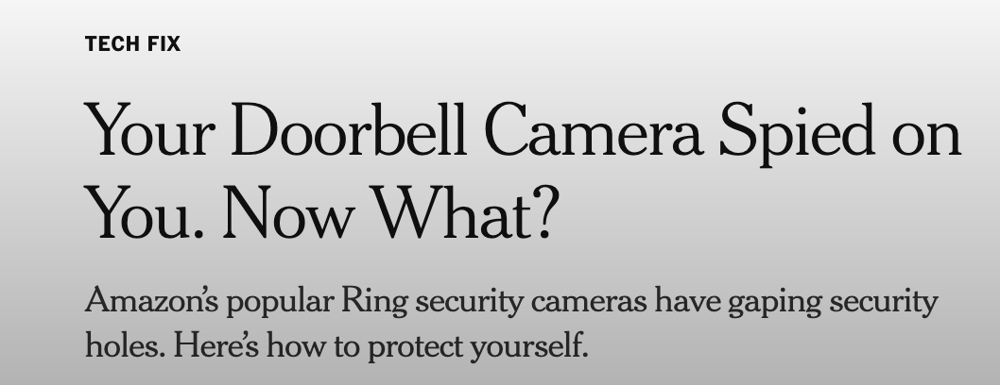 TECH FIX
Your Doorbell Camera Spied on
You. Now What?
Amazon’s popular Ring security cameras have gaping security
holes. Here’s how to protect yourself.